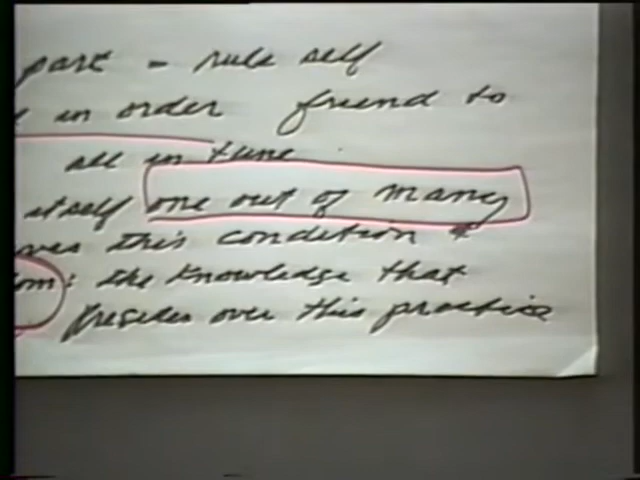 part - rule self
in order friend to
all in tune
itself one out of many
this condition &
om: the knowledge that
presides over this practice